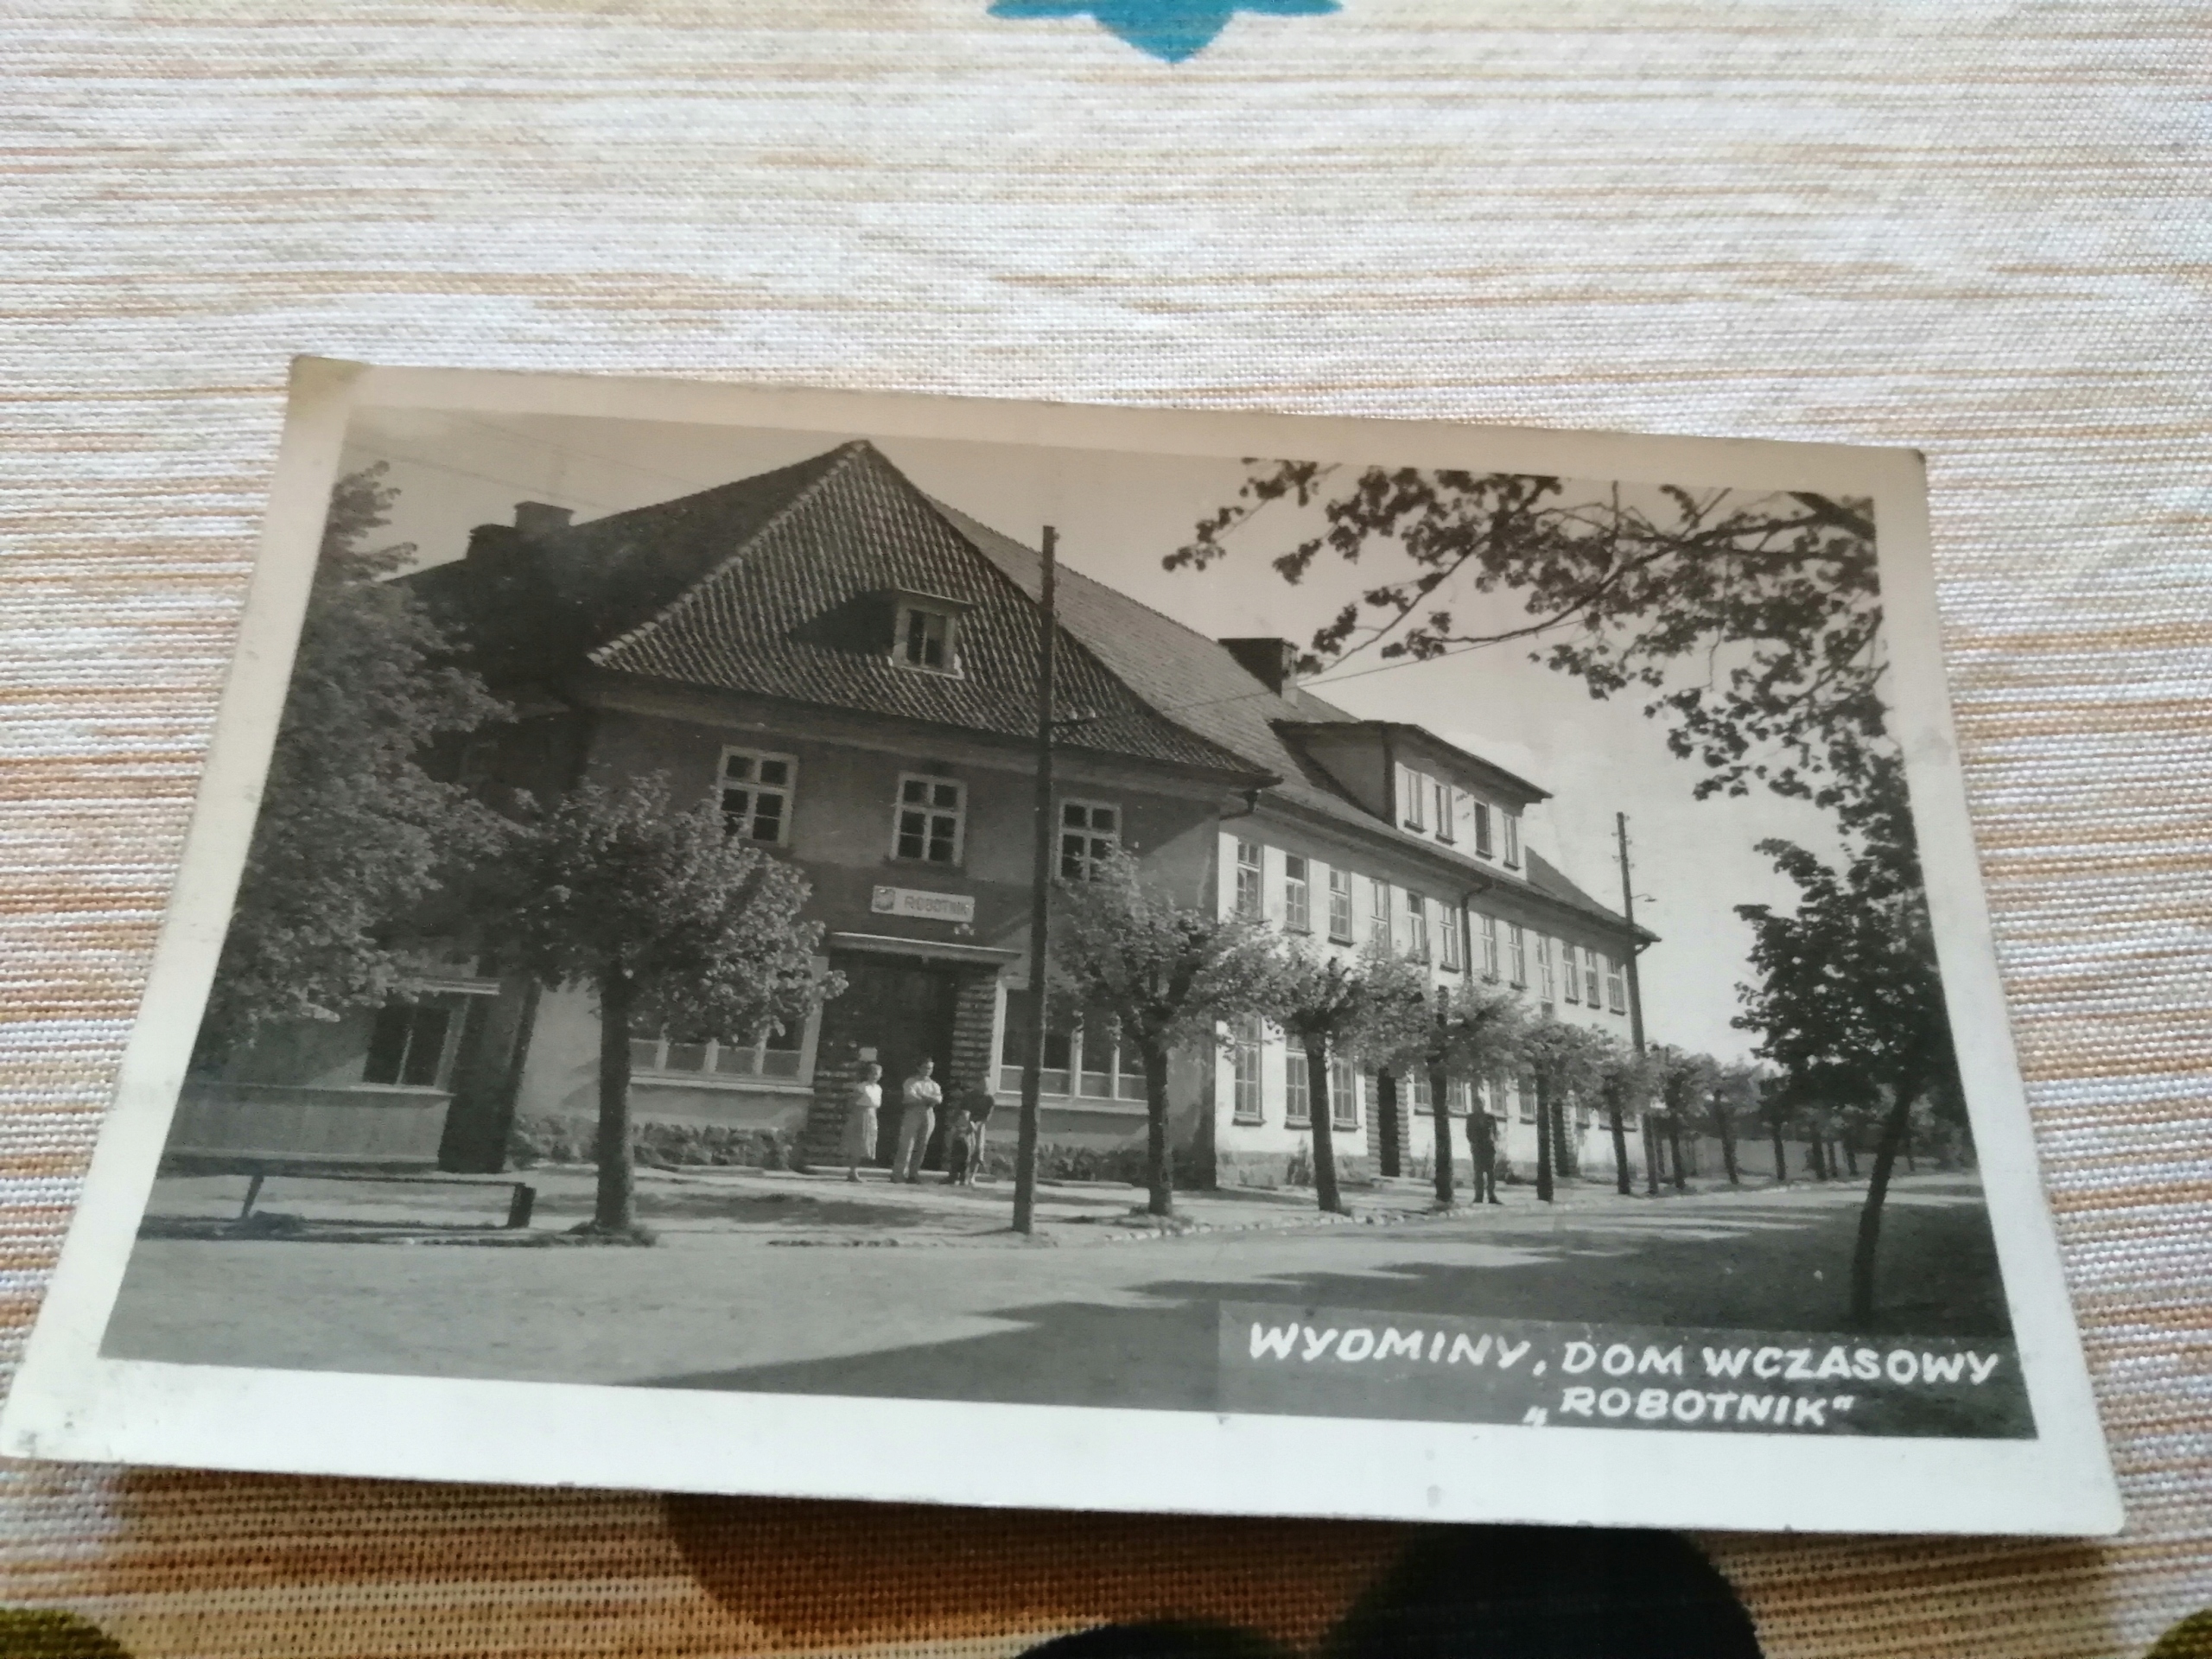 ROBOTNIK
WYDMINY, DOM WCZASOWY
„ROBOTNIK"